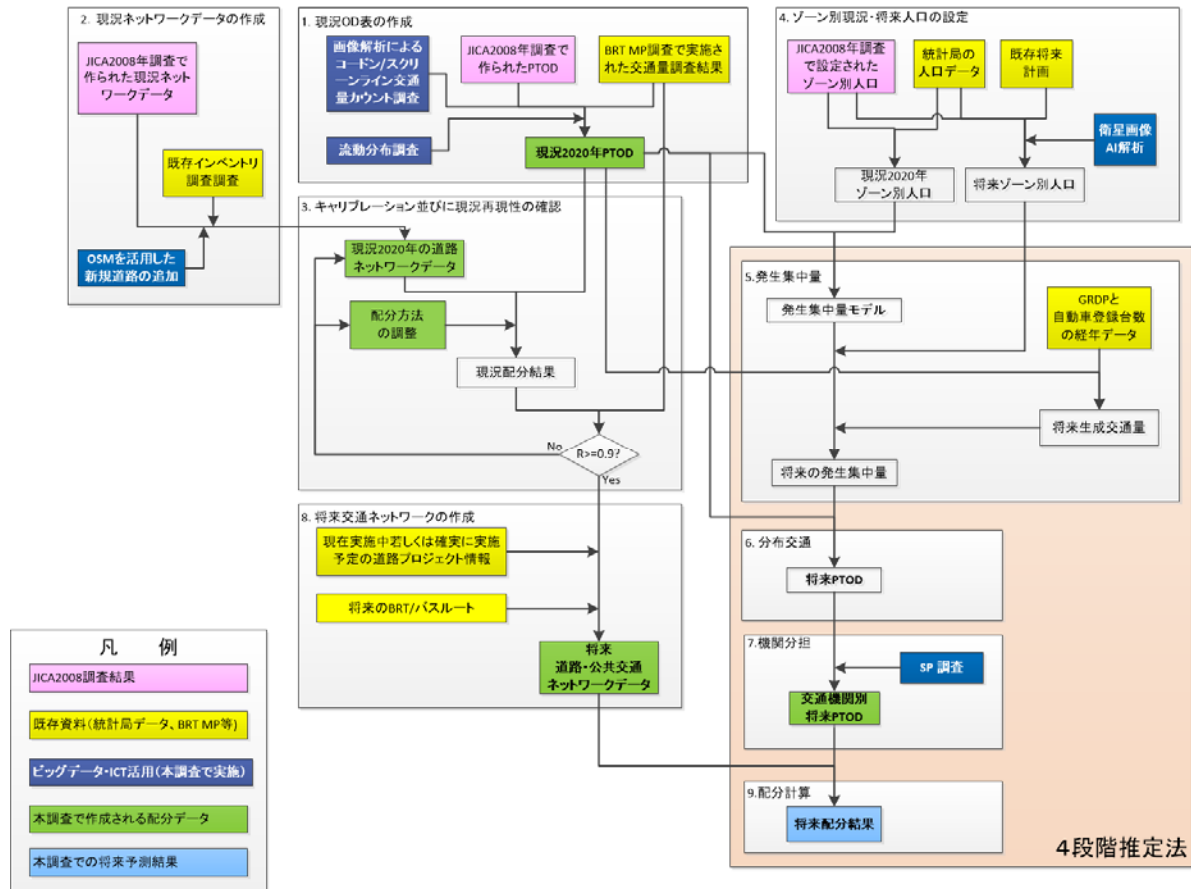 2. 現況ネットワークデータの作成
JICA2008年調査で
作られた現況ネット
ワークデータ
既存インベントリ
調査調査
OSMを活用した
新規道路の追加
1. 現況OD表の作成
画像解析による
コードン/スクリ
ーンライン交通
量カウント調査
JICA2008年調査で
作られたPTOD
BRT MP調査で実施さ
れた交通量調査結果
流動分布調査
現況2020年PTOD
3. キャリブレーション並びに現況再現性の確認
現況2020年の道路
ネットワークデータ
配分方法
の調整
現況配分結果
No
R>=0.9?
Yes
4. ゾーン別現況・将来人口の設定
JICA2008年調査
で設定された
ゾーン別人口
統計局の
人口データ
既存将来
計画
衛星画像
AI解析
現況2020年
ゾーン別人口
将来ゾーン別人口
5.発生集中量
発生集中量モデル
GRDPと
自動車登録台数
の経年データ
将来生成交通量
将来の発生集中量
6. 分布交通
将来PTOD
7.機関分担
SP 調査
交通機関別
将来PTOD
8. 将来交通ネットワークの作成
現在実施中若しくは確実に実施
予定の道路プロジェクト情報
将来のBRT/バスルート
将来
道路・公共交通
ネットワークデータ
9.配分計算
将来配分結果
4段階推定法
凡 例
JICA2008調査結果
既存資料(統計局データ、BRT MP等)
ビッグデータ・ICT活用(本調査で実施)
本調査で作成される配分データ
本調査での将来予測結果